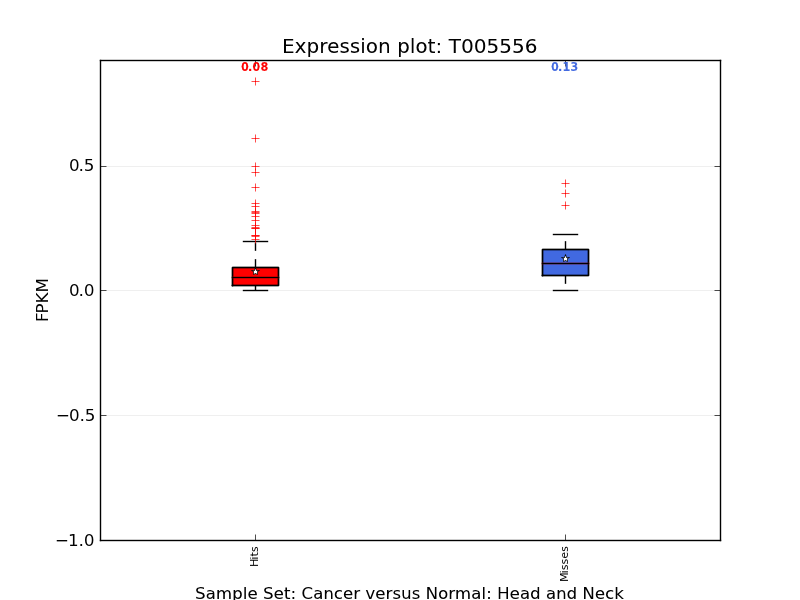 Expression plot: T005556
0.08
0.13
0.5
0.0
−0.5
−1.0
FPKM
Hits
Misses
Sample Set: Cancer versus Normal: Head and Neck